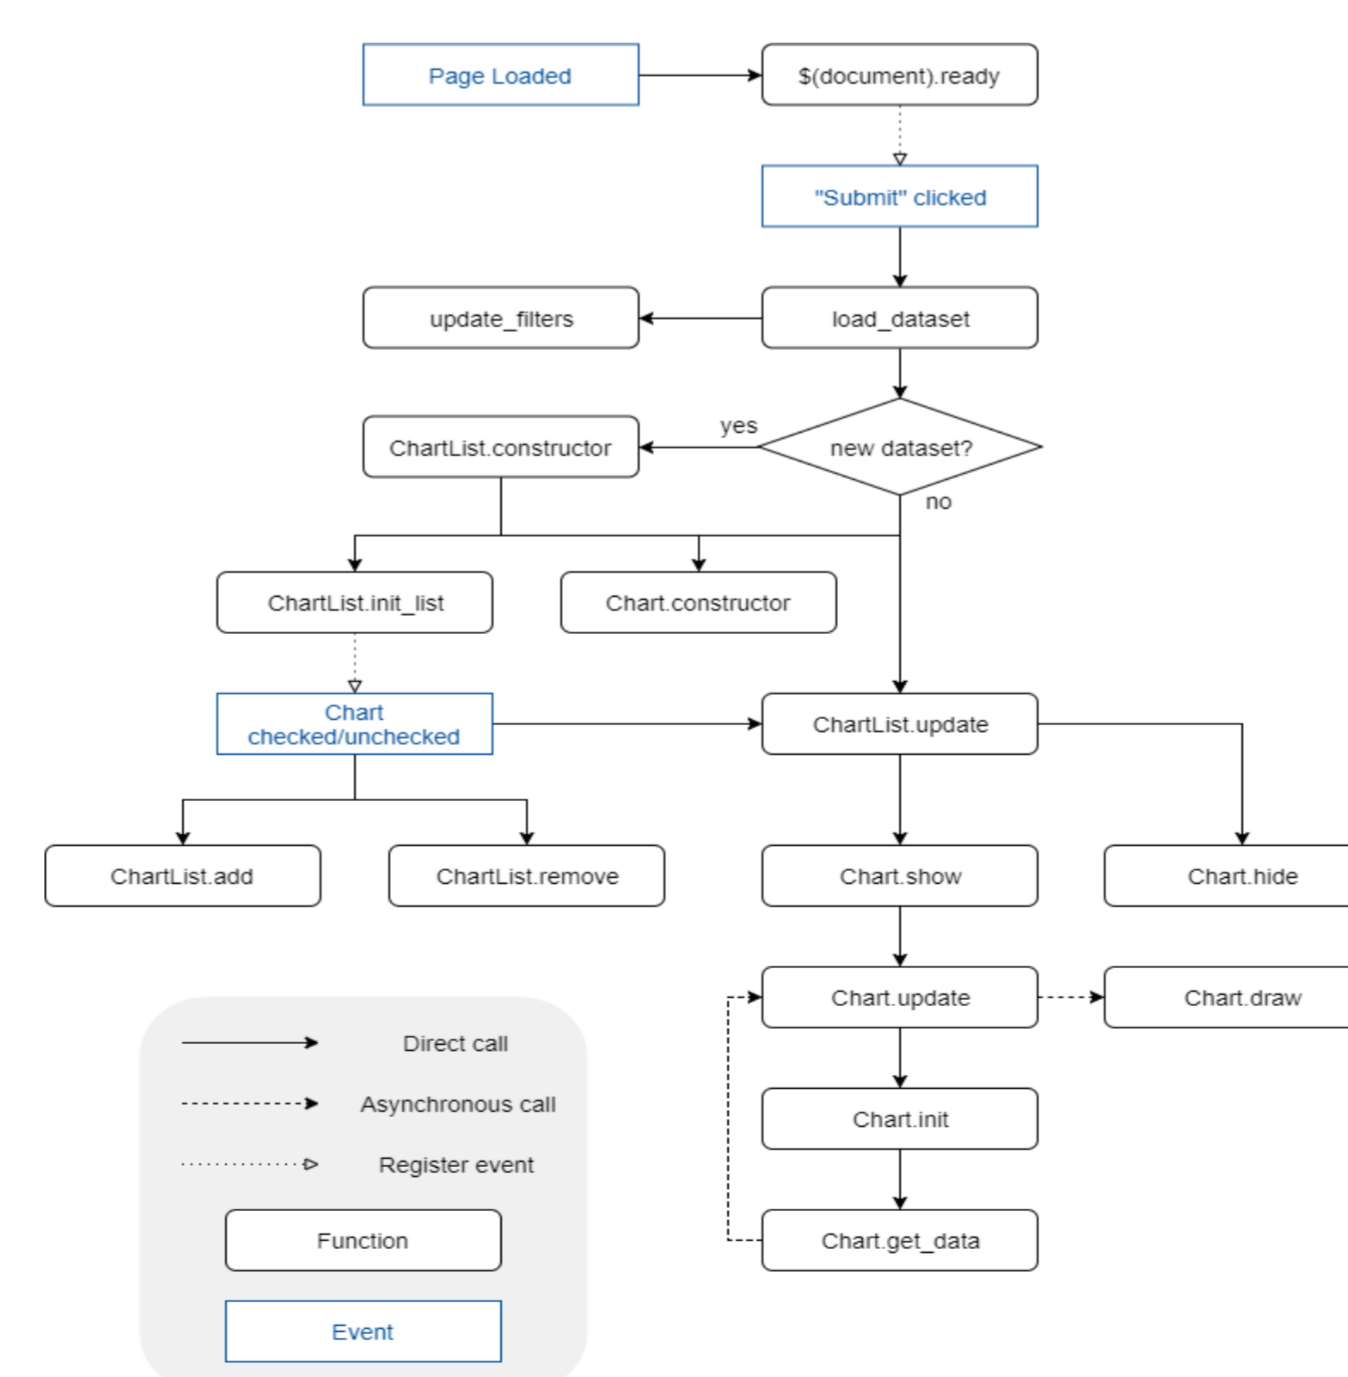 Page Loaded
$(document).ready
"Submit" clicked
update_filters
load_dataset
yes
ChartList.constructor
new dataset?
no
ChartList.init_list
Chart.constructor
Chart
checked/unchecked
ChartList.update
ChartList.add
ChartList.remove
Chart.show
Chart.hide
Chart.update
Chart.draw
Direct call
Asynchronous call
Chart.init
Register event
Function
Chart.get_data
Event